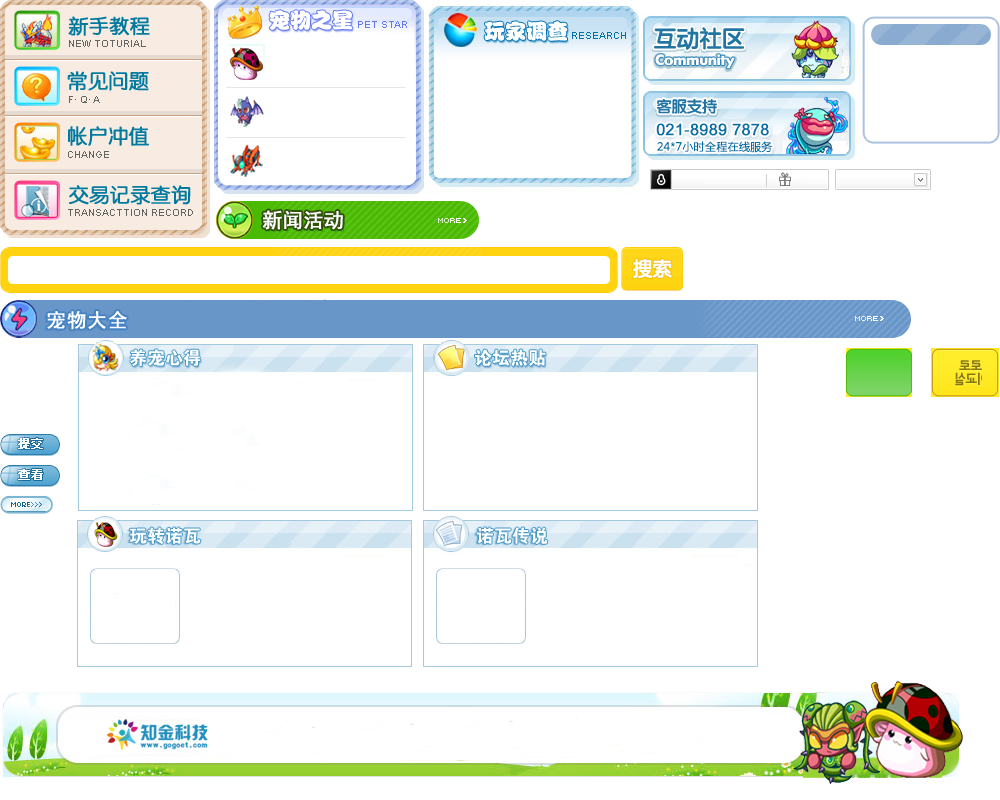 新手教程
NEW TOTURIAL
常见问题
F·Q·A
帐户冲值
CHANGE
交易记录查询
TRANSACTTION RECORD
宠物之星 PET STAR
玩家调查 RESEARCH
互动社区
Community
客服支持
021-8989 7878
24*7小时全程在线服务
新闻活动 MORE>
搜索
宠物大全 MORE>
养宠心得
论坛热贴
提交
查看
MORE>>>
玩转诺瓦
诺瓦传说
知金科技
www.gogoet.com